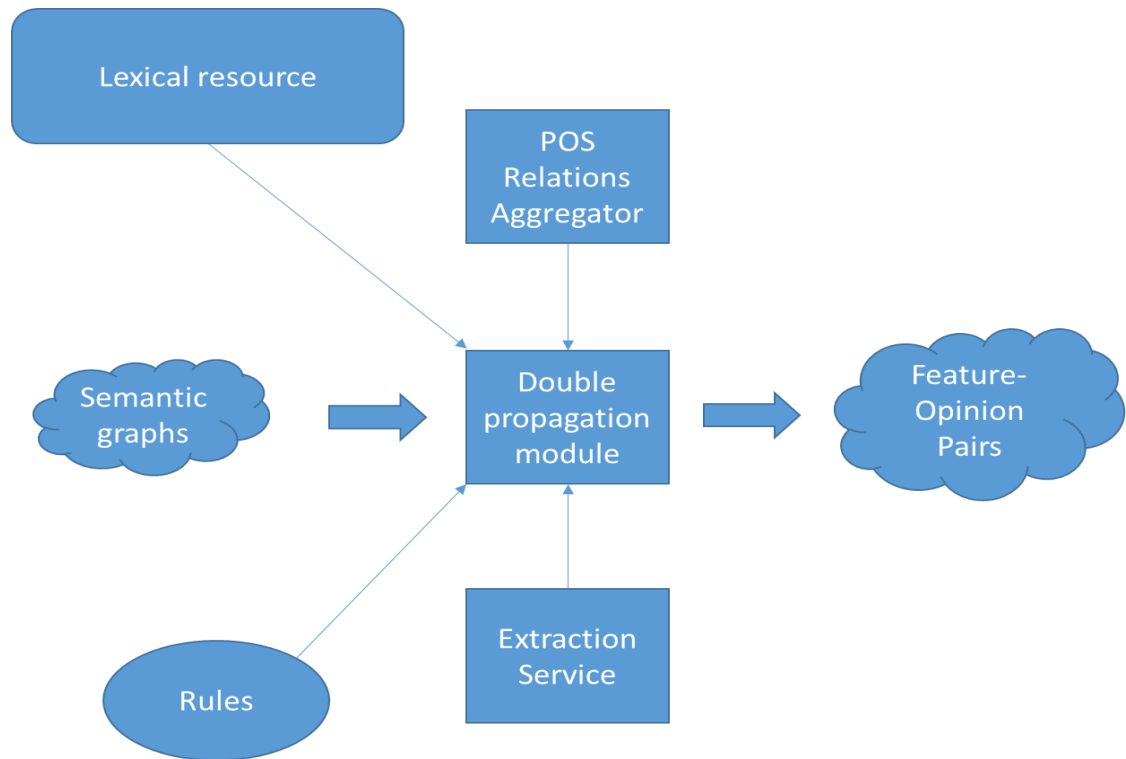 Lexical resource
POS
Relations
Aggregator
Semantic
graphs
Double
propagation
module
Feature-
Opinion
Pairs
Rules
Extraction
Service